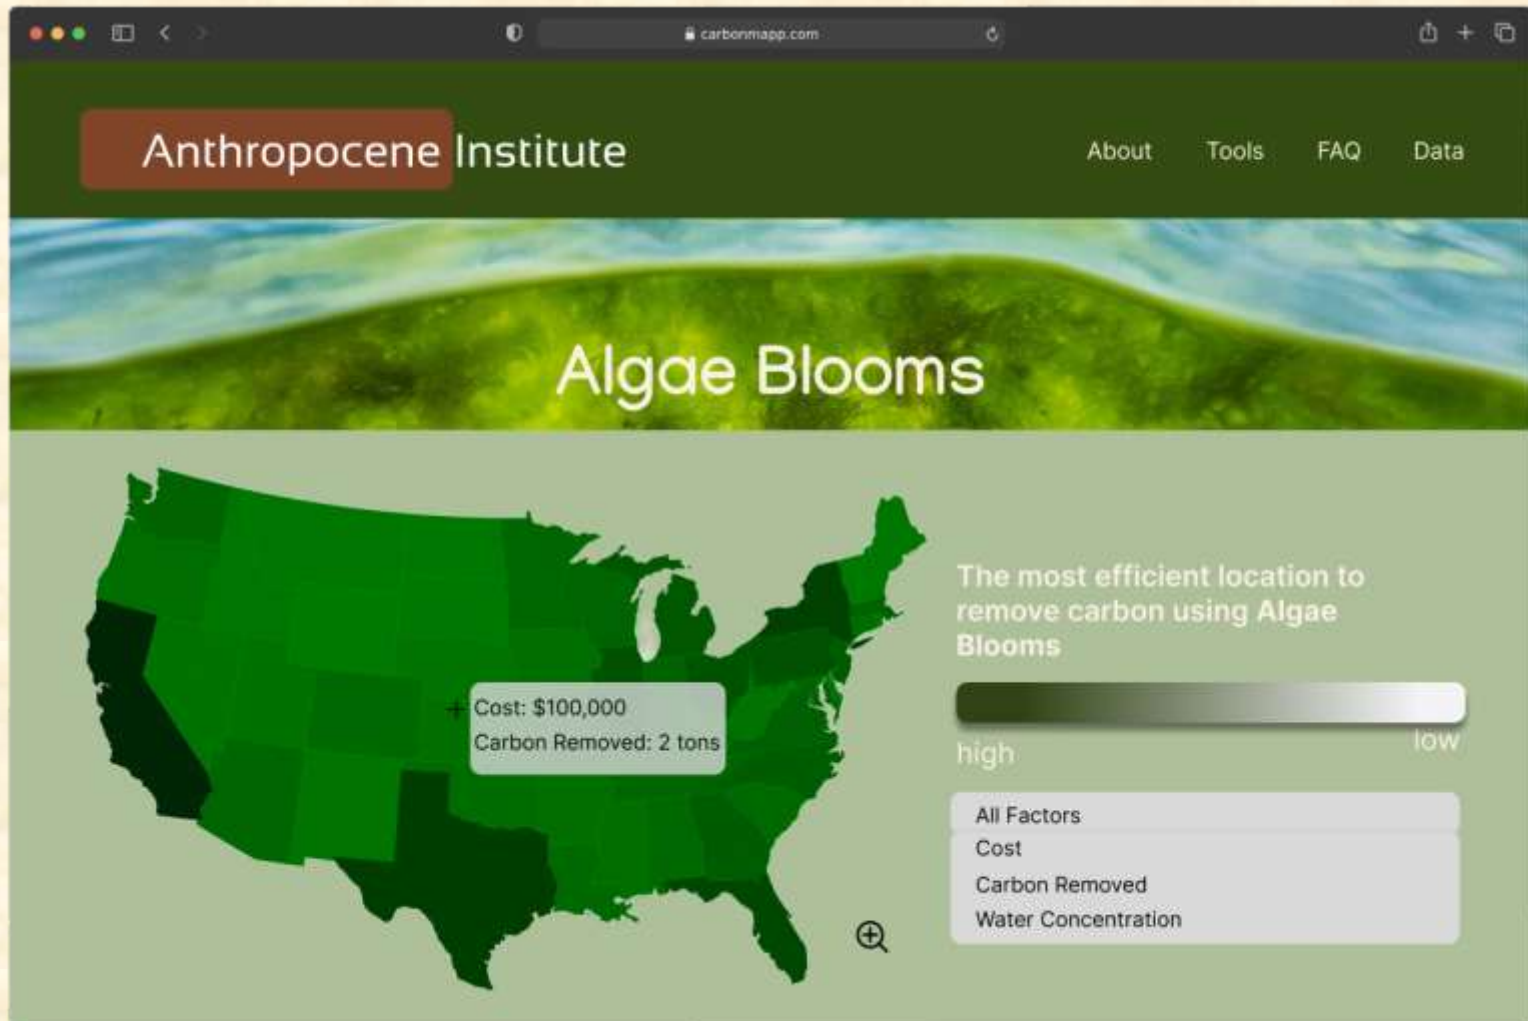 carbonmapp.com
Anthropocene Institute
About Tools FAQ Data
Algae Blooms
The most efficient location to
remove carbon using Algae
Blooms
Cost: $100,000
Carbon Removed: 2 tons
high
low
All Factors
Cost
Carbon Removed
Water Concentration